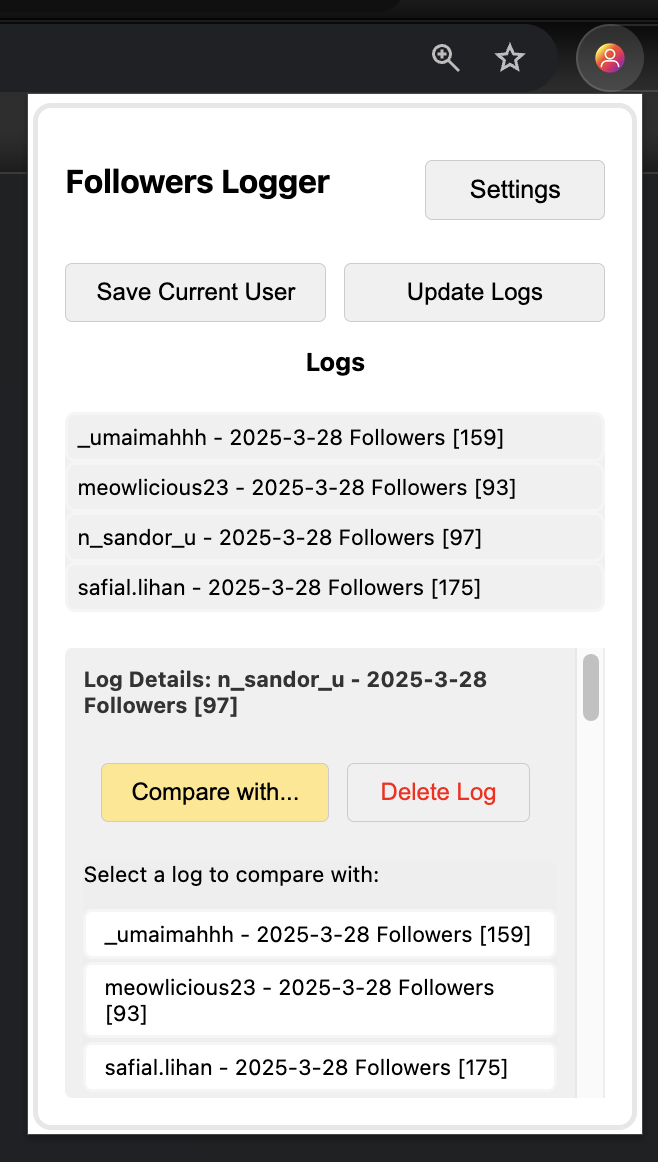 Followers Logger
Settings
Save Current User
Update Logs
Logs
_umaimahhh - 2025-3-28 Followers [159]
meowlicious23 - 2025-3-28 Followers [93]
n_sandor_u - 2025-3-28 Followers [97]
safial.lihan - 2025-3-28 Followers [175]
Log Details: n_sandor_u - 2025-3-28
Followers [97]
Compare with...
Delete Log
Select a log to compare with:
_umaimahhh - 2025-3-28 Followers [159]
meowlicious23 - 2025-3-28 Followers
[93]
safial.lihan - 2025-3-28 Followers [175]